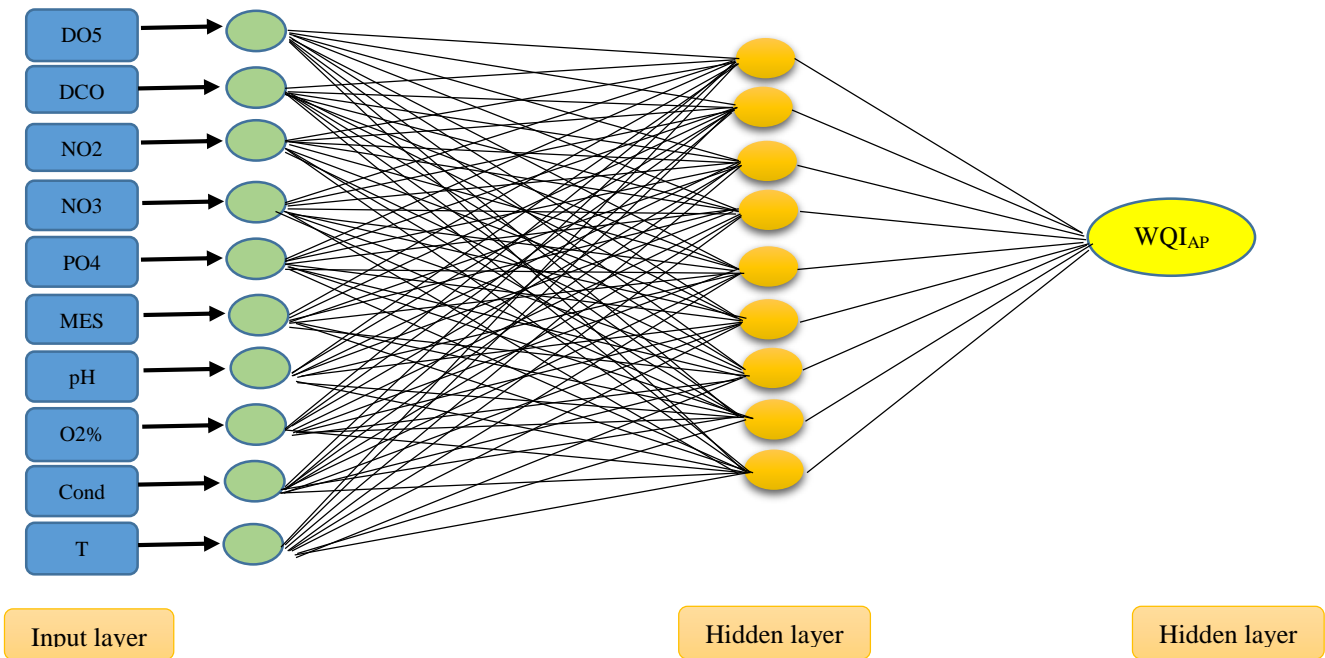 DO5
DCO
NO2
NO3
PO4
MES
pH
O2%
Cond
T
WQIAP
Input layer
Hidden layer
Hidden layer